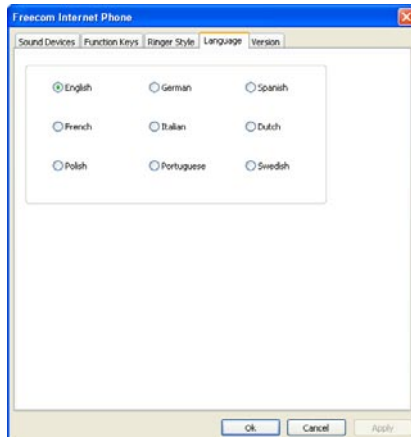 Freecom Internet Phone
Sound Devices Function Keys Ringer Style Language Version
English German Spanish
French Italian Dutch
Polish Portuguese Swedish
Ok Cancel Apply